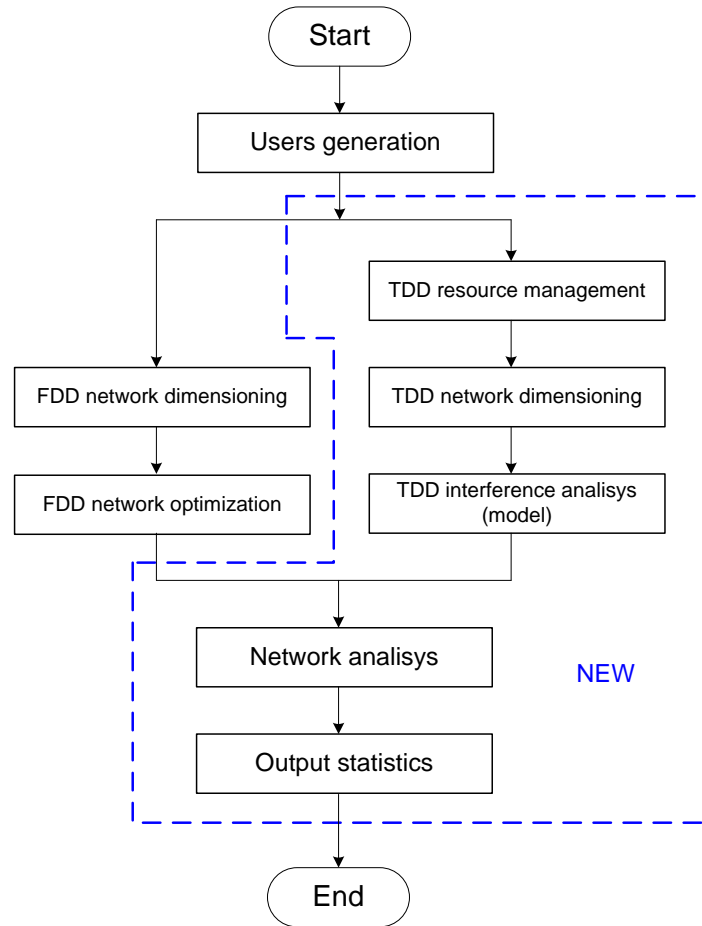 Start
Users generation
TDD resource management
FDD network dimensioning
TDD network dimensioning
FDD network optimization
TDD interference analisys
(model)
Network analisys
NEW
Output statistics
End